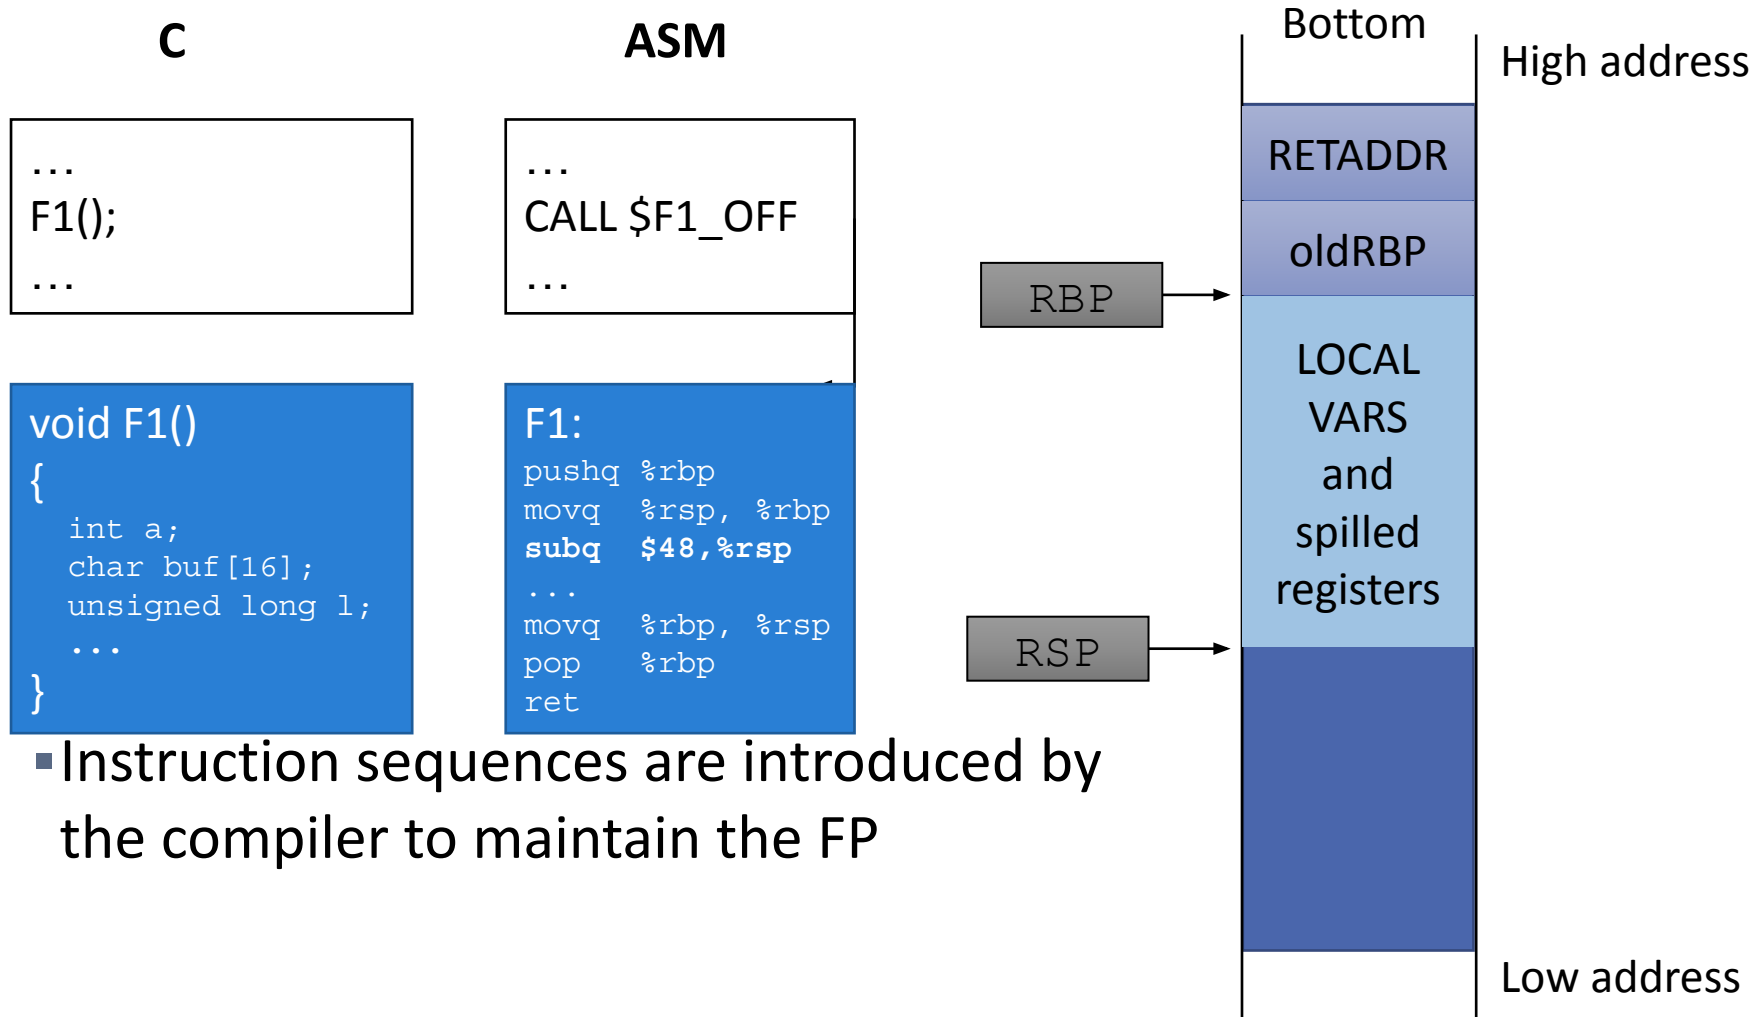 C
ASM
Bottom
High address
...
F1();
...
...
CALL $F1_OFF
...
RETADDR
oldRBP
RBP
LOCAL
VARS
and
spilled
registers
RSP
void F1()
{
int a;
char buf[16];
unsigned long l;
...
}
F1:
pushq %rbp
movq %rsp, %rbp
subq $48,%rsp
...
movq %rbp, %rsp
pop %rbp
ret
▪Instruction sequences are introduced by
the compiler to maintain the FP
Low address